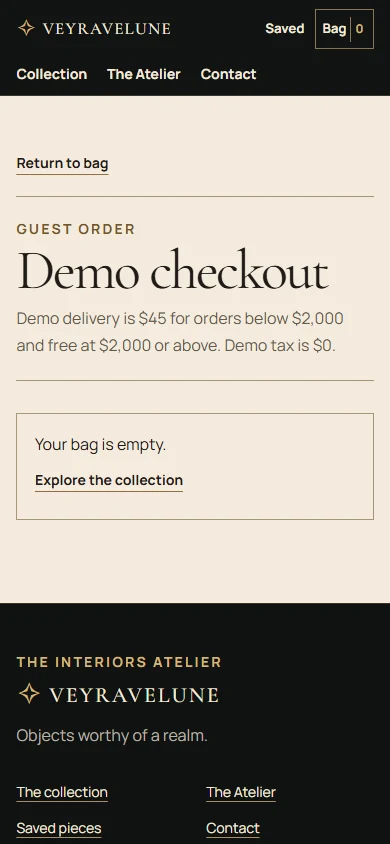 VEYRAVELUNE
Saved
Bag 0
Collection The Atelier Contact
Return to bag
GUEST ORDER
Demo checkout
Demo delivery is $45 for orders below $2,000
and free at $2,000 or above. Demo tax is $0.
Your bag is empty.
Explore the collection
THE INTERIORS ATELIER
VEYRAVELUNE
Objects worthy of a realm.
The collection The Atelier
Saved pieces Contact